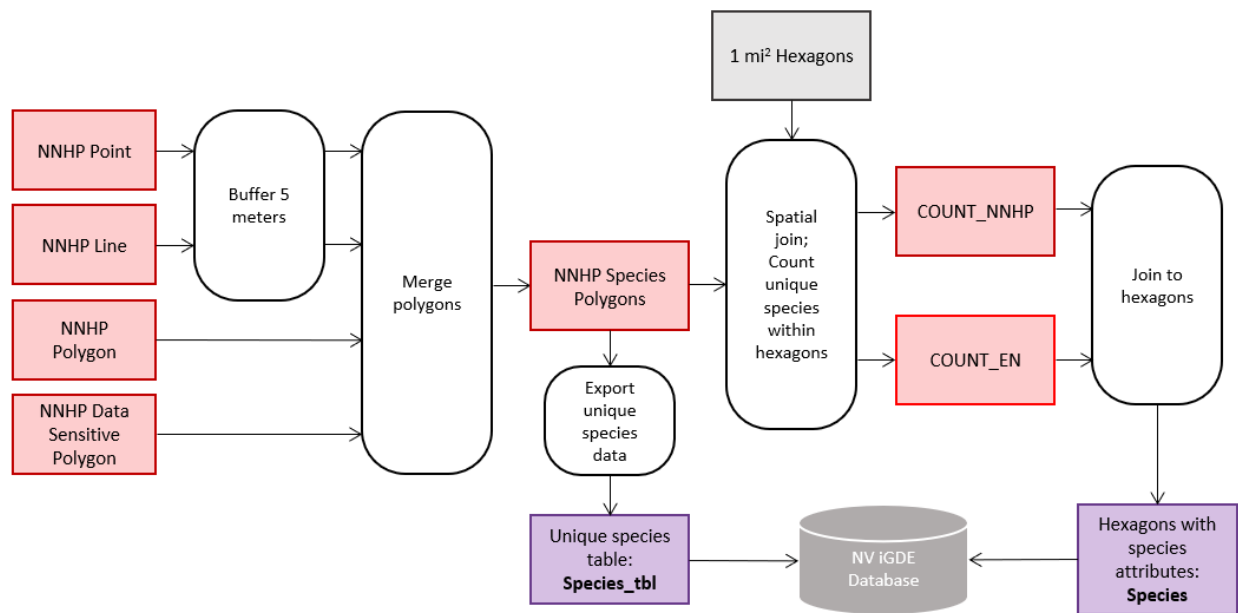 1 mi² Hexagons
NNHP Point
NNHP Line
NNHP
Polygon
NNHP Data
Sensitive
Polygon
Buffer 5
meters
Merge
polygons
NNHP Species
Polygons
Export
unique
species
data
Unique species
table:
Species_tbl
Spatial
join;
Count
unique
species
within
hexagons
COUNT_NNHP
COUNT_EN
Join to
hexagons
Hexagons with
species
attributes:
Species
NV iGDE
Database